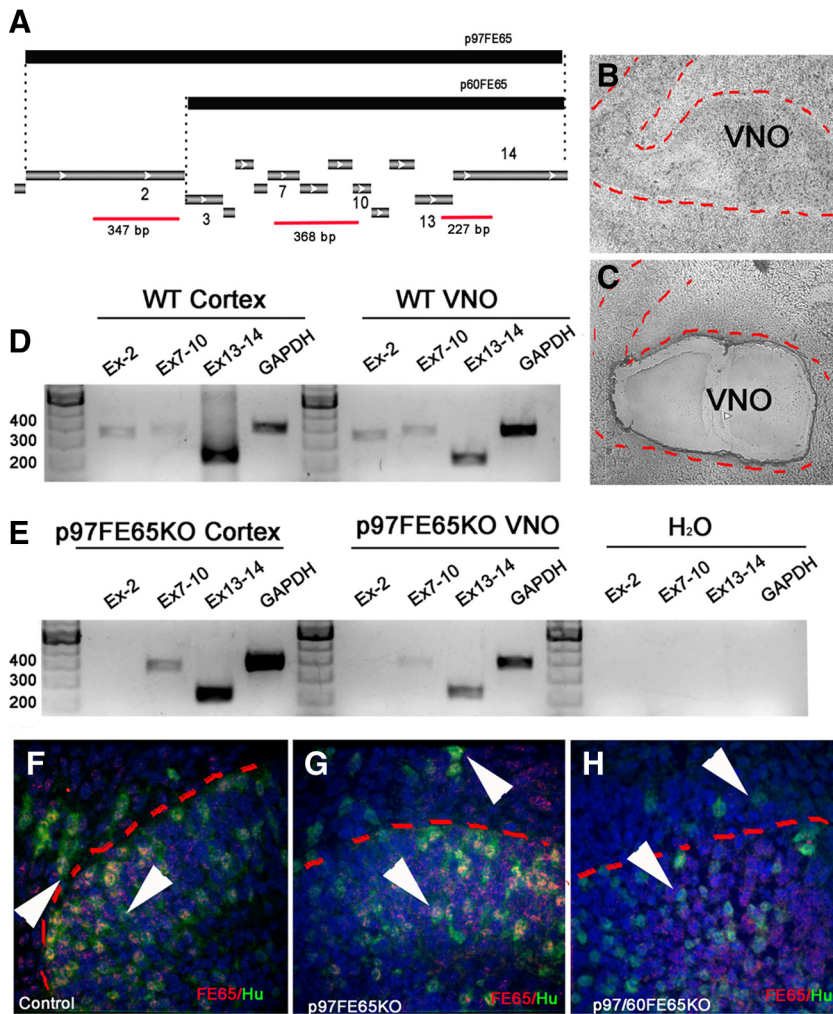 A
p97FE65
p60FE65
2
3
7
10
13
14
347 bp
368 bp
227 bp
B
VNO
C
VNO
D
WT Cortex
WT VNO
Ex-2
Ex7-10
Ex13-14
GAPDH
Ex-2
Ex7-10
Ex13-14
GAPDH
400
300
200
E
p97FE65KO Cortex
p97FE65KO VNO
H₂O
Ex-2
Ex7-10
Ex13-14
GAPDH
Ex-2
Ex7-10
Ex13-14
GAPDH
Ex-2
Ex7-10
Ex13-14
GAPDH
400
300
200
F
Control
FE65/Hu
G
p97FE65KO
FE65/Hu
H
p97/60FE65KO
FE65/Hu